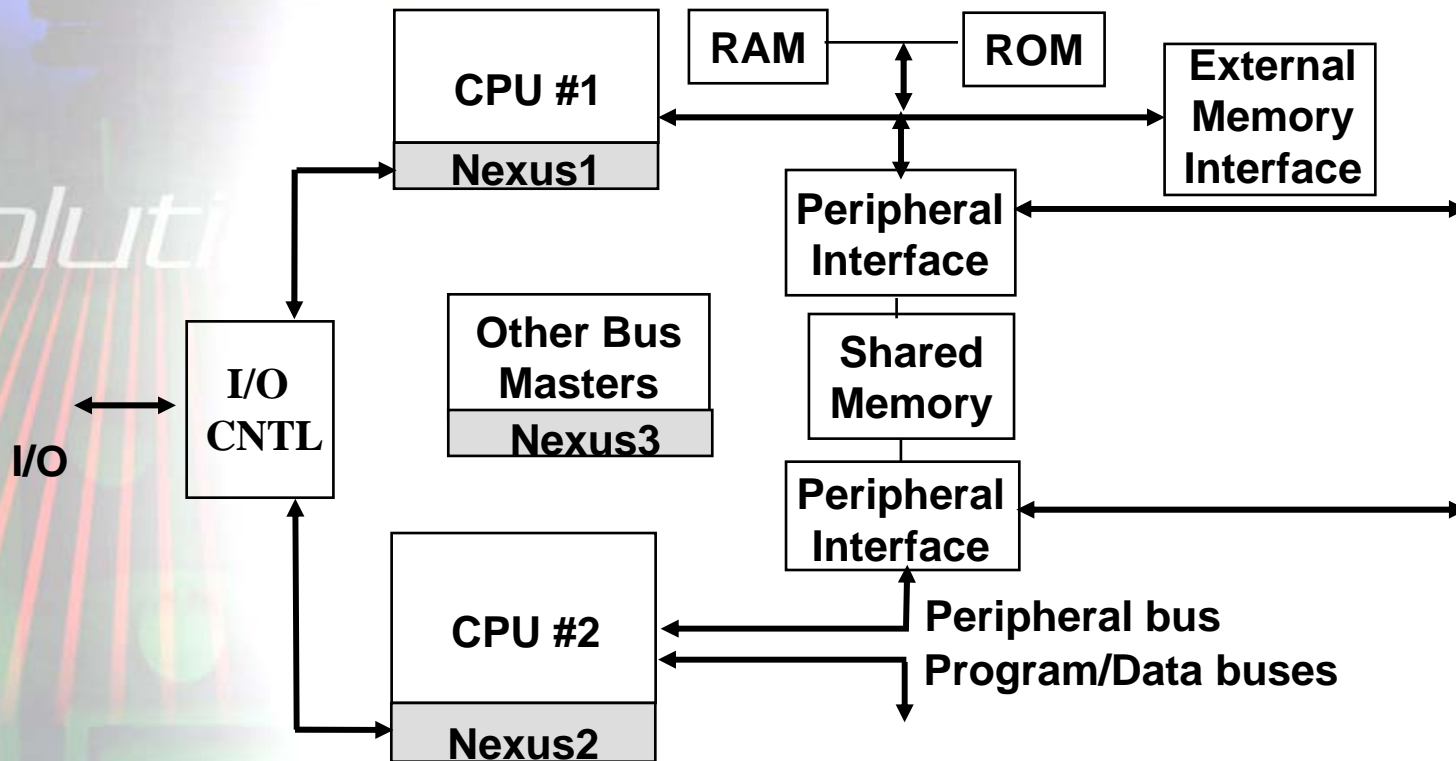 CPU #1
Nexus1
RAM
ROM
External
Memory
Interface
Peripheral
Interface
Other Bus
Masters
Nexus3
Shared
Memory
I/O
CNTL
I/O
Peripheral
Interface
CPU #2
Nexus2
Peripheral bus
Program/Data buses